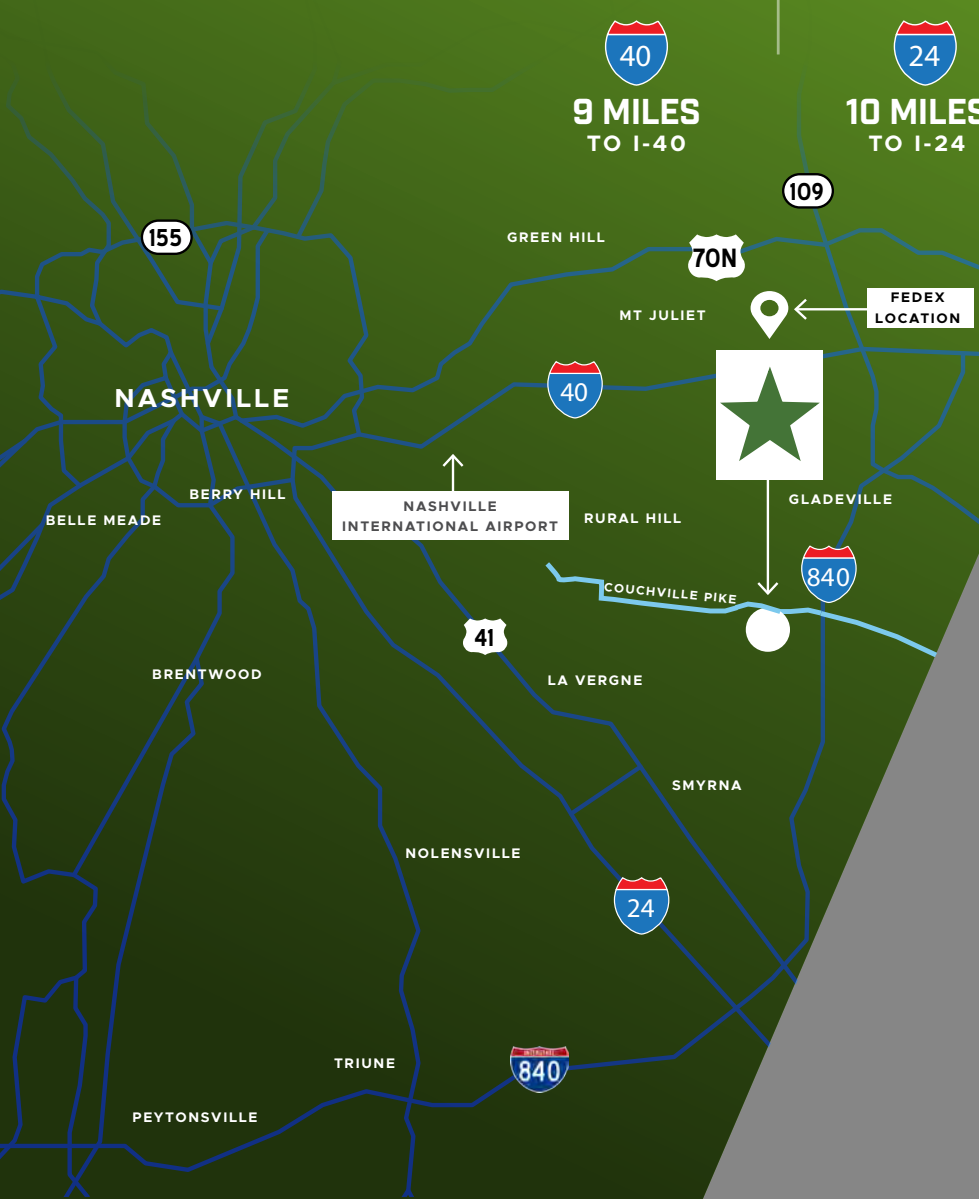 40
24
9 MILES
10 MILES
TO I-40
TO I-24
109
155
GREEN HILL
70N
FEDEX
LOCATION
MT JULIET
40
NASHVILLE
BERRY HILL
GLADEVILLE
NASHVILLE
INTERNATIONAL AIRPORT
RURAL HILL
BELLE MEADE
840
COUCHVILLE PIKE
41
BRENTWOOD
LA VERGNE
SMYRNA
NOLENSVILLE
24
TRIUNE
INTERSTATE
840
PEYTONSVILLE